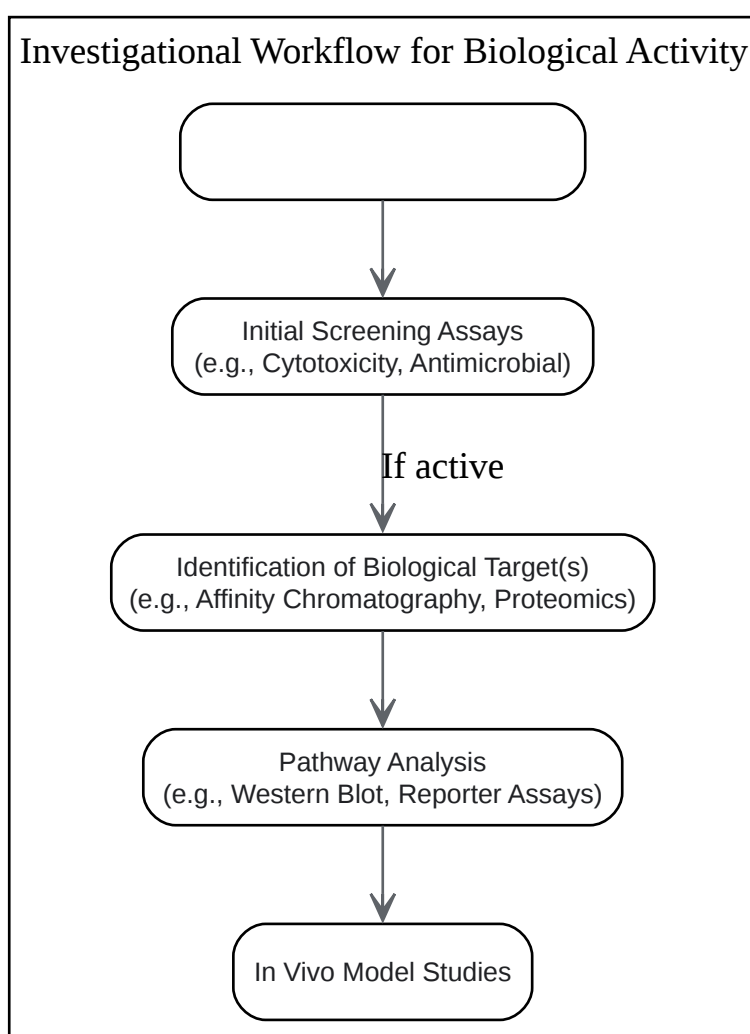 Investigational Workflow for Biological Activity
Initial Screening Assays
(e.g., Cytotoxicity, Antimicrobial)
If active
Identification of Biological Target(s)
(e.g., Affinity Chromatography, Proteomics)
Pathway Analysis
(e.g., Western Blot, Reporter Assays)
In Vivo Model Studies